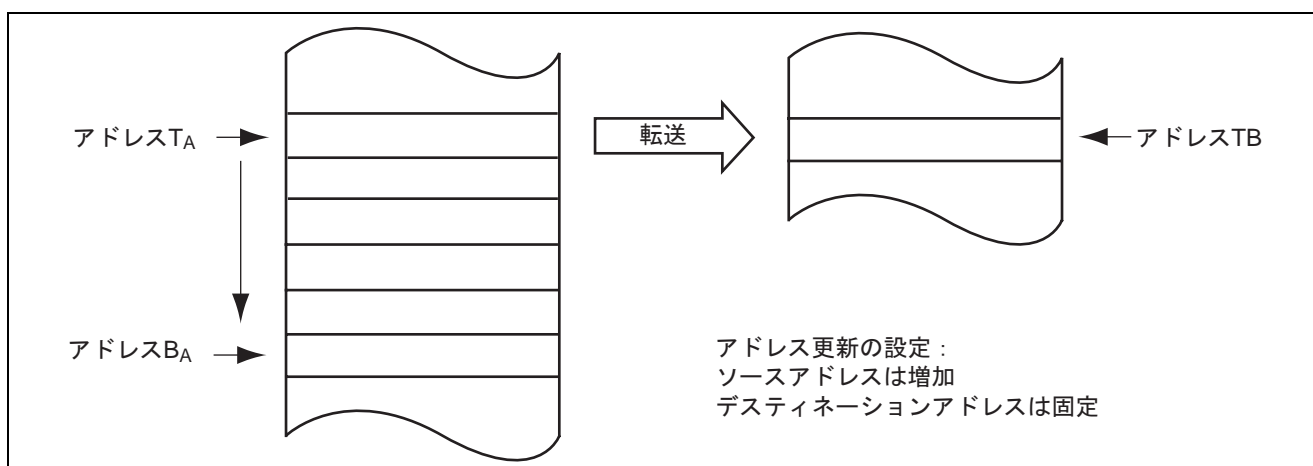 アドレスTA
転送
アドレスTB
アドレスBA
アドレス更新の設定：
ソースアドレスは増加
デスティネーションアドレスは固定